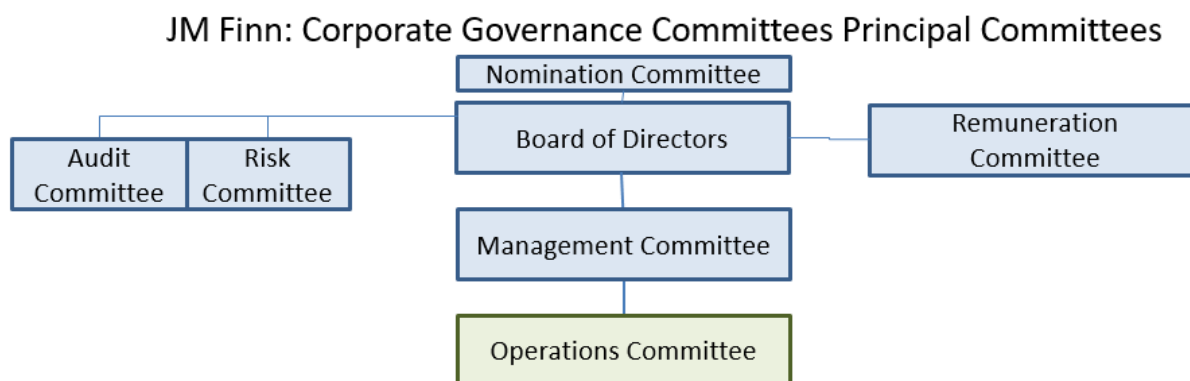 JM Finn: Corporate Governance Committees Principal Committees
Nomination Committee
Board of Directors
Remuneration
Committee
Audit
Committee
Risk
Committee
Management Committee
Operations Committee